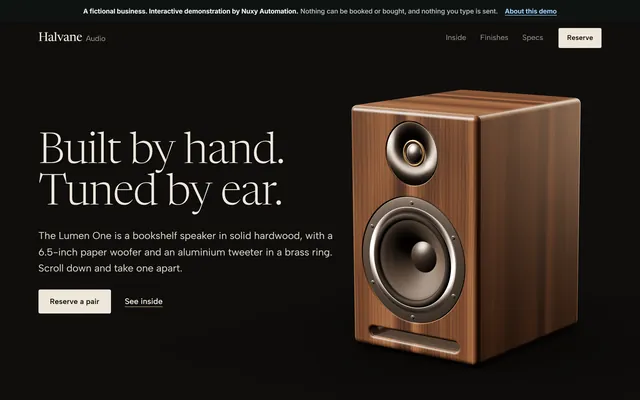 A fictional business. Interactive demonstration by Nuxy Automation. Nothing can be booked or bought, and nothing you type is sent. About this demo
Halvane Audio
Inside
Finishes
Specs
Reserve
Built by hand.
Tuned by ear.
The Lumen One is a bookshelf speaker in solid hardwood, with a
6.5-inch paper woofer and an aluminium tweeter in a brass ring.
Scroll down and take one apart.
Reserve a pair
See inside